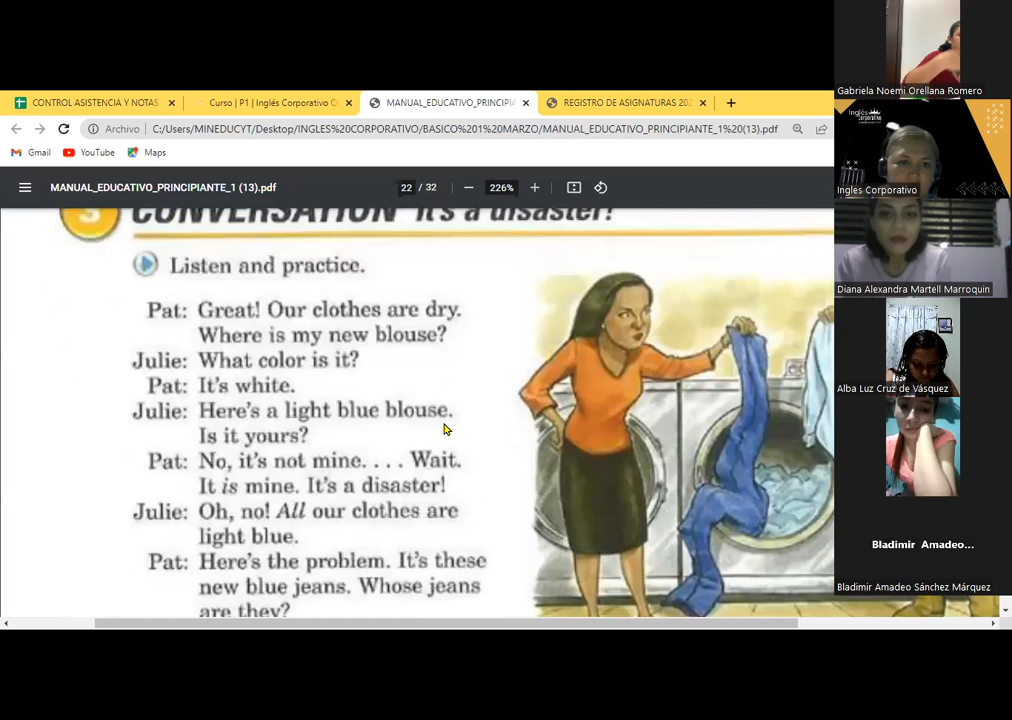 CONTROL ASISTENCIA Y NOTAS
Curso | P1 | Inglés Corporativo
MANUAL_EDUCATIVO_PRINCIPI
REGISTRO DE ASIGNATURAS 202
Archivo
C:/Users/MINEDUCYT/Desktop/INGLES%20CORPORATIVO/BASICO%201%20MARZO/MANUAL_EDUCATIVO_PRINCIPIANTE_1%20(13).pdf
Gmail
YouTube
Maps
MANUAL_EDUCATIVO_PRINCIPIANTE_1 (13).pdf
22 / 32
226%
3 CONVERSATION It's a disaster!
Listen and practice.
Pat: Great! Our clothes are dry.
Where is my new blouse?
Julie: What color is it?
Pat: It's white.
Julie: Here's a light blue blouse.
Is it yours?
Pat: No, it's not mine. . . . Wait.
It is mine. It's a disaster!
Julie: Oh, no! All our clothes are
light blue.
Pat: Here's the problem. It's these
new blue jeans. Whose jeans
are they?
Gabriela Noemi Orellana Romero
Inglés
Corporativo
Ingles Corporativo
Diana Alexandra Martell Marroquin
Alba Luz Cruz de Vásquez
Bladimir Amadeo...
Bladimir Amadeo Sánchez Márquez